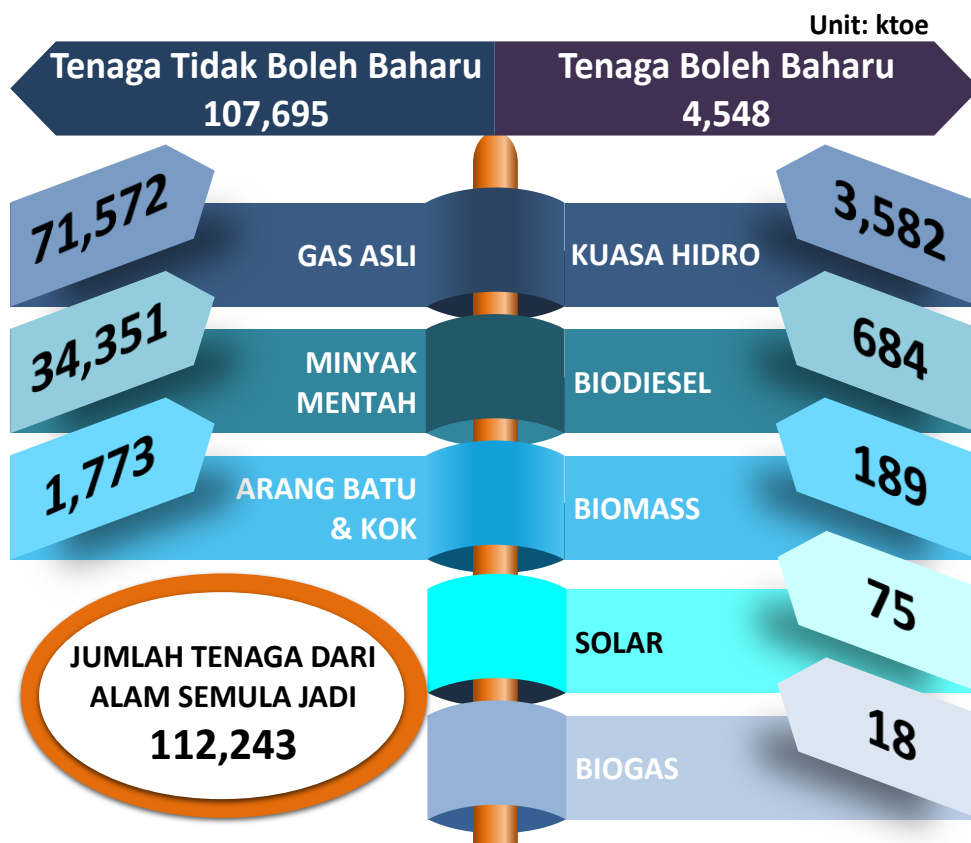 Unit: ktoe
Tenaga Tidak Boleh Baharu
107,695
Tenaga Boleh Baharu
4,548
71,572
GAS ASLI
KUASA HIDRO
3,582
34,351
MINYAK
MENTAH
BIODIESEL
684
1,773
ARANG BATU
& KOK
BIOMASS
189
SOLAR
75
BIOGAS
18
JUMLAH TENAGA DARI
ALAM SEMULA JADI
112,243